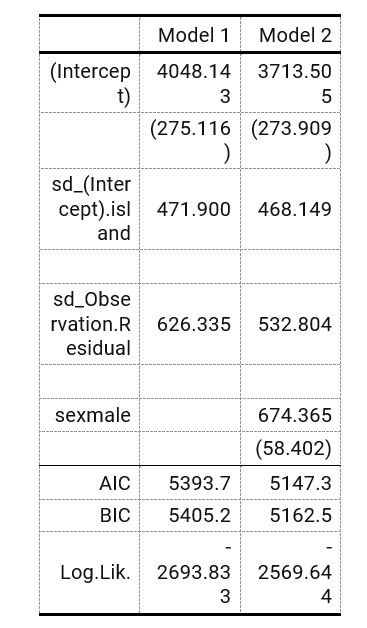 Model 1 Model 2
(Intercep 4048.14 3713.50
t) 3 5
(275.116 (273.909
) )
sd_(Inter
cept).isl 471.900 468.149
and
sd_Obse
rvation.R 626.335 532.804
esidual
sexmale 674.365
(58.402)
AIC 5393.7 5147.3
BIC 5405.2 5162.5
- -
Log.Lik. 2693.83 2569.64
3 4